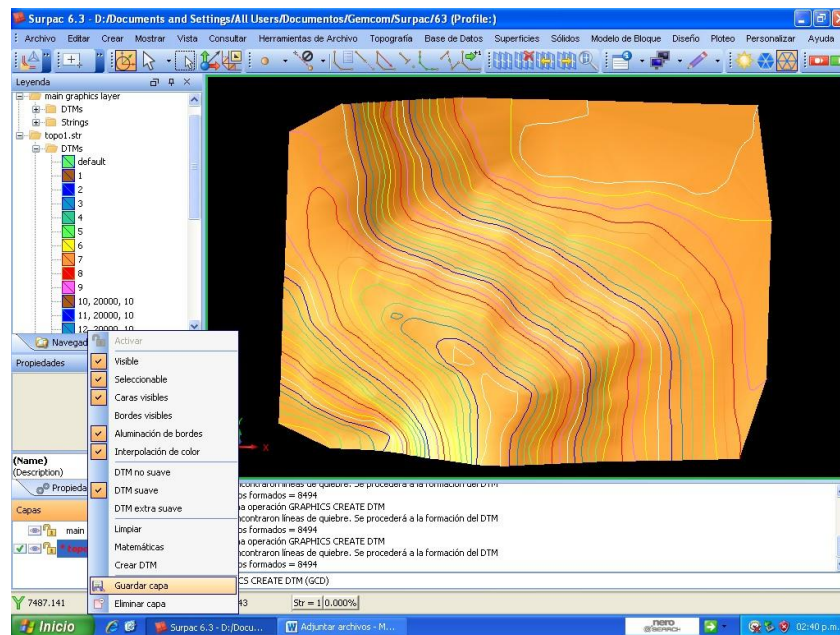 Surpac 6.3 - D:/Documents and Settings/All Users/Documentos/Gemcom/Surpac/63 (Profile:)
Archivo Editar Crear Mostrar Vista Consultar Herramientas de Archivo Topografía Base de Datos Superficies Sólidos Modelo de Bloque Diseño Ploteo Personalizar Ayuda
Leyenda
main graphics layer
DTMs
Strings
topo1.str
DTMs
default
1
2
3
4
5
6
7
8
9
10, 20000, 10
11, 20000, 10
12, 20000, 10
Navegad
Propiedades
(Name)
(Description)
Propieda
Capas
main
* topo
Activar
Visible
Seleccionable
Caras visibles
Bordes visibles
Aluminación de bordes
Interpolación de color
DTM no suave
DTM suave
DTM extra suave
Limpiar
Matemáticas
Crear DTM
Guardar capa
Eliminar capa
X
ncontraron líneas de quiebre. Se procederá a la formación del DTM
os formados = 8494
a operación GRAPHICS CREATE DTM
ncontraron líneas de quiebre. Se procederá a la formación del DTM
os formados = 8494
a operación GRAPHICS CREATE DTM
ncontraron líneas de quiebre. Se procederá a la formación del DTM
os formados = 8494
CS CREATE DTM (GCD)
Y 7487.141
43
Str = 1 0.000%
Inicio
Surpac 6.3 - D:/Docu...
Adjuntar archivos - M...
nero
SEARCH
02:40 p.m.